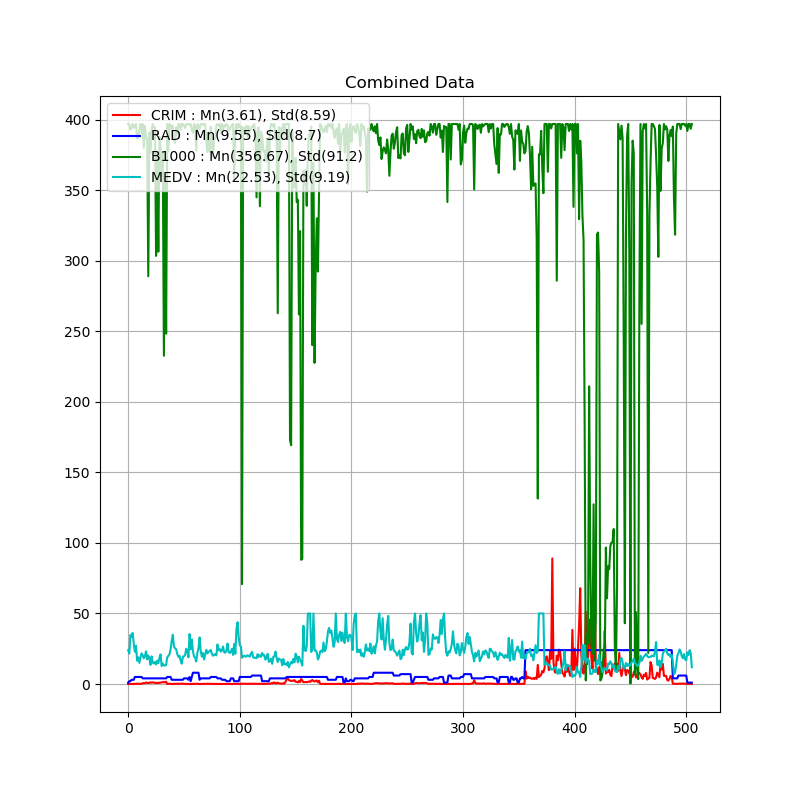 Combined Data
CRIM : Mn(3.61), Std(8.59)
RAD : Mn(9.55), Std(8.7)
B1000 : Mn(356.67), Std(91.2)
MEDV : Mn(22.53), Std(9.19)
400
350
300
250
200
150
100
50
0
0 100 200 300 400 500